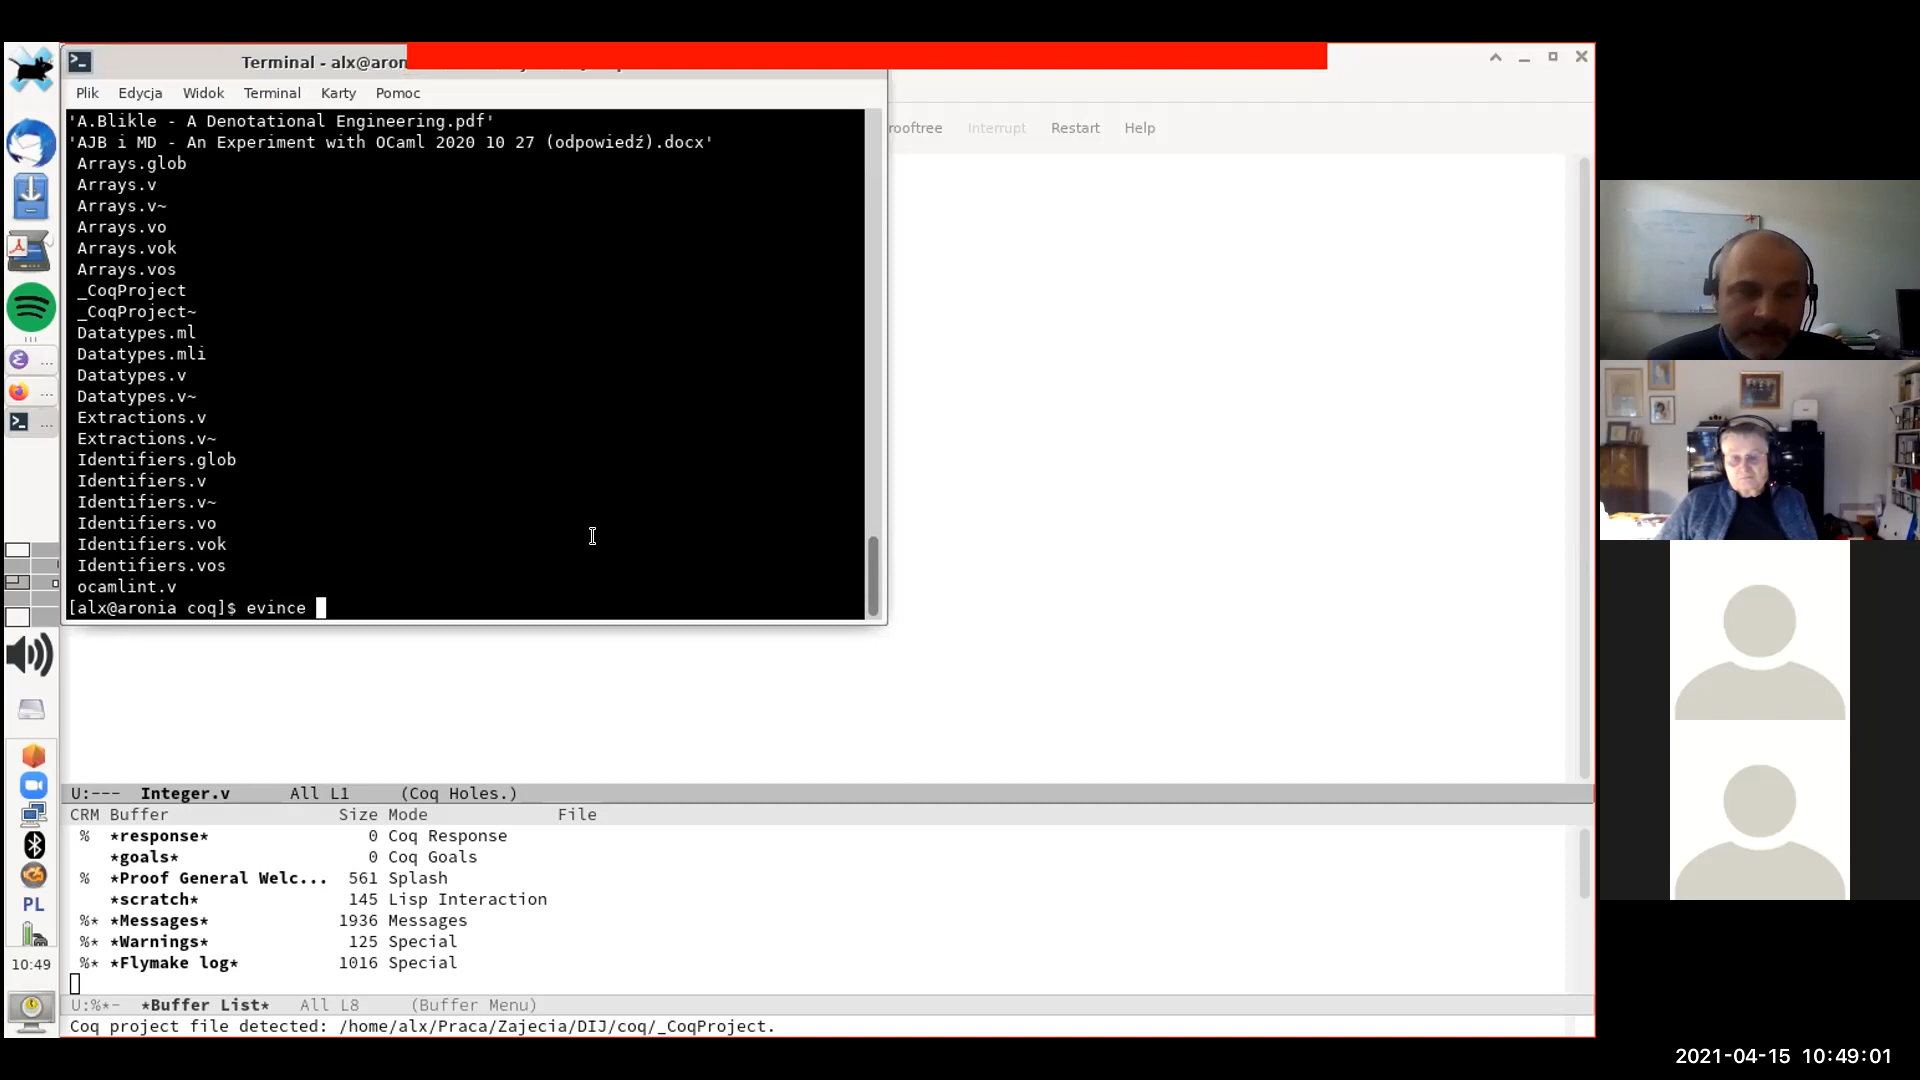 Terminal - alx@aron
Plik Edycja Widok Terminal Karty Pomoc
rooftree Interrupt Restart Help
'A.Blikle - A Denotational Engineering.pdf'
'AJB i MD - An Experiment with OCaml 2020 10 27 (odpowiedź).docx'
Arrays.glob
Arrays.v
Arrays.v~
Arrays.vo
Arrays.vok
Arrays.vos
_CoqProject
_CoqProject~
Datatypes.ml
Datatypes.mli
Datatypes.v
Datatypes.v~
Extractions.v
Extractions.v~
Identifiers.glob
Identifiers.v
Identifiers.v~
Identifiers.vo
Identifiers.vok
Identifiers.vos
ocamlint.v
[alx@aronia coq]$ evince
U:--- Integer.v All L1 (Coq Holes.)
CRM Buffer Size Mode File
% *response* 0 Coq Response
*goals* 0 Coq Goals
% *Proof General Welc... 561 Splash
*scratch* 145 Lisp Interaction
%* *Messages* 1936 Messages
%* *Warnings* 125 Special
%* *Flymake log* 1016 Special
U:%*- *Buffer List* All L8 (Buffer Menu)
Coq project file detected: /home/alx/Praca/Zajecia/DIJ/coq/_CoqProject.
...
...
...
PL
10:49
2021-04-15 10:49:01